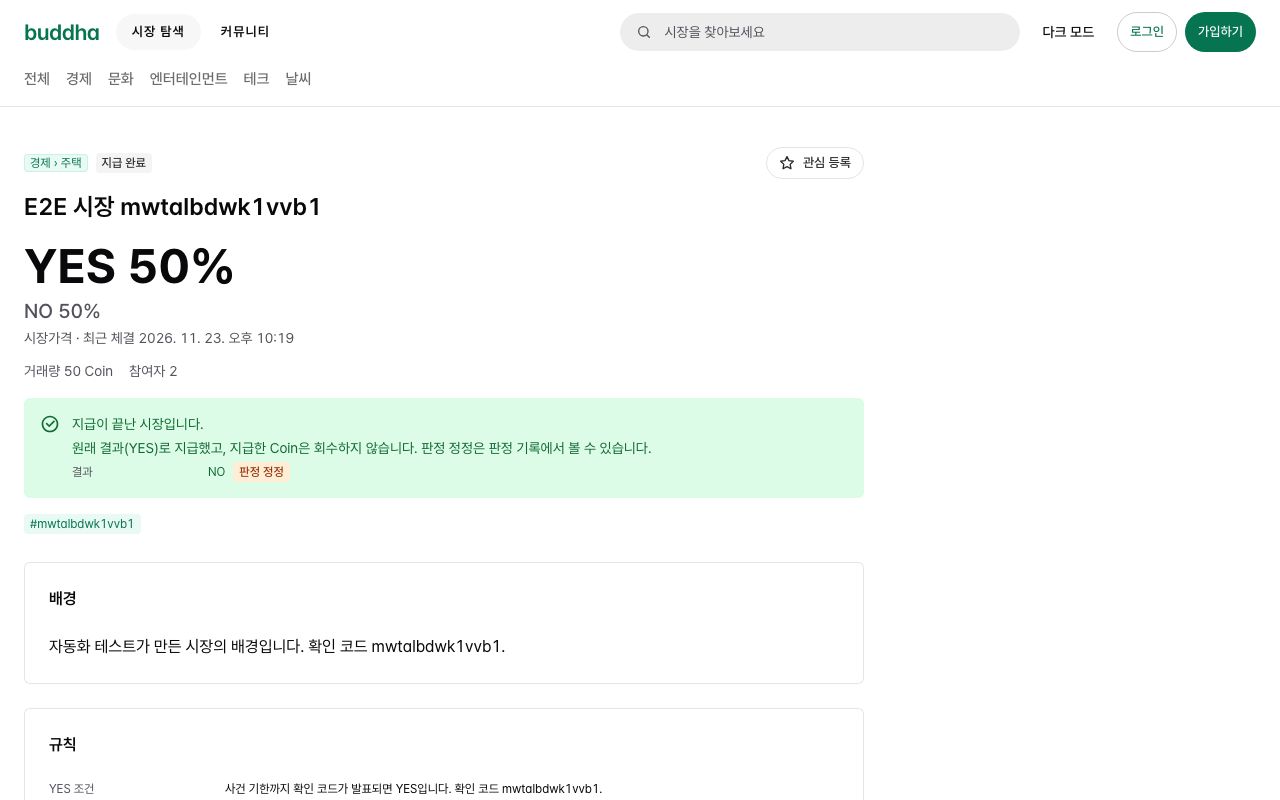 buddha 시장 탐색 커뮤니티 시장을 찾아보세요 다크 모드 로그인 가입하기
전체 경제 문화 엔터테인먼트 테크 날씨
경제 › 주택 지급 완료 관심 등록
E2E 시장 mwtalbdwk1vvb1
YES 50%
NO 50%
시장가격 · 최근 체결 2026. 11. 23. 오후 10:19
거래량 50 Coin 참여자 2
지급이 끝난 시장입니다.
원래 결과(YES)로 지급했고, 지급한 Coin은 회수하지 않습니다. 판정 정정은 판정 기록에서 볼 수 있습니다.
결과 NO 판정 정정
#mwtalbdwk1vvb1
배경
자동화 테스트가 만든 시장의 배경입니다. 확인 코드 mwtalbdwk1vvb1.
규칙
YES 조건 사건 기한까지 확인 코드가 발표되면 YES입니다. 확인 코드 mwtalbdwk1vvb1.